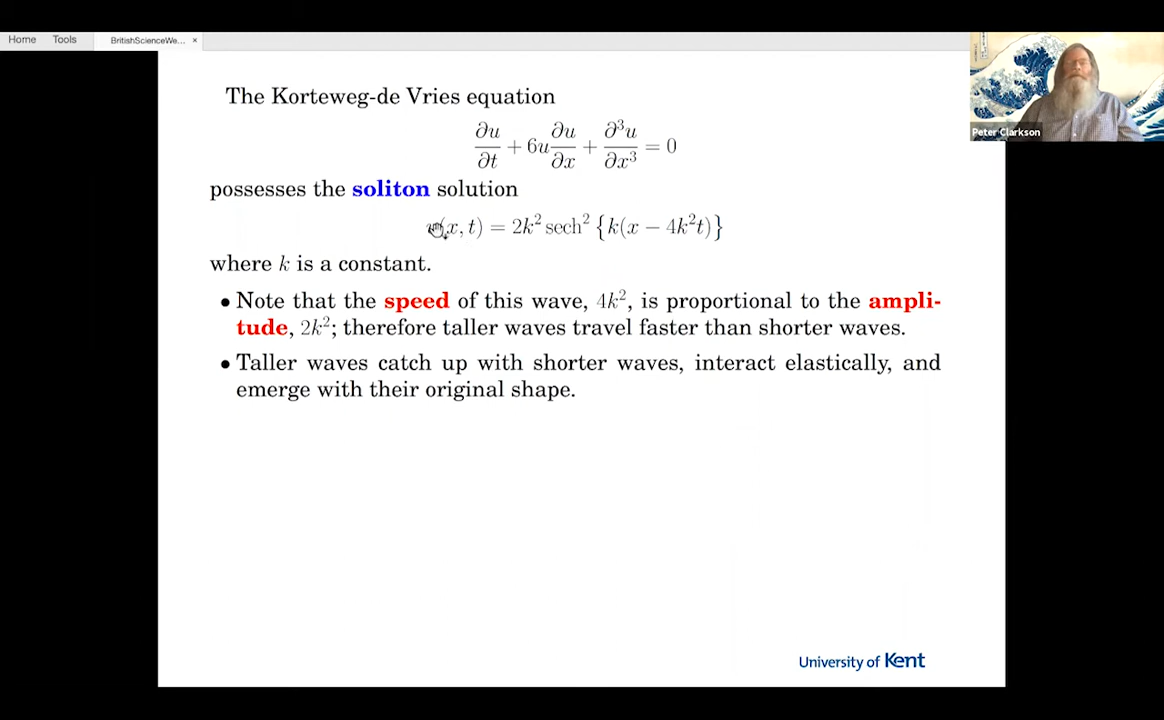 Home Tools BritishScienceWe... ×
Peter Clarkson
The Korteweg-de Vries equation
∂u/∂t + 6u ∂u/∂x + ∂³u/∂x³ = 0
possesses the soliton solution
(x, t) = 2k² sech² {k(x − 4k²t)}
where k is a constant.
• Note that the speed of this wave, 4k², is proportional to the ampli-
tude, 2k²; therefore taller waves travel faster than shorter waves.
• Taller waves catch up with shorter waves, interact elastically, and
emerge with their original shape.
University of Kent